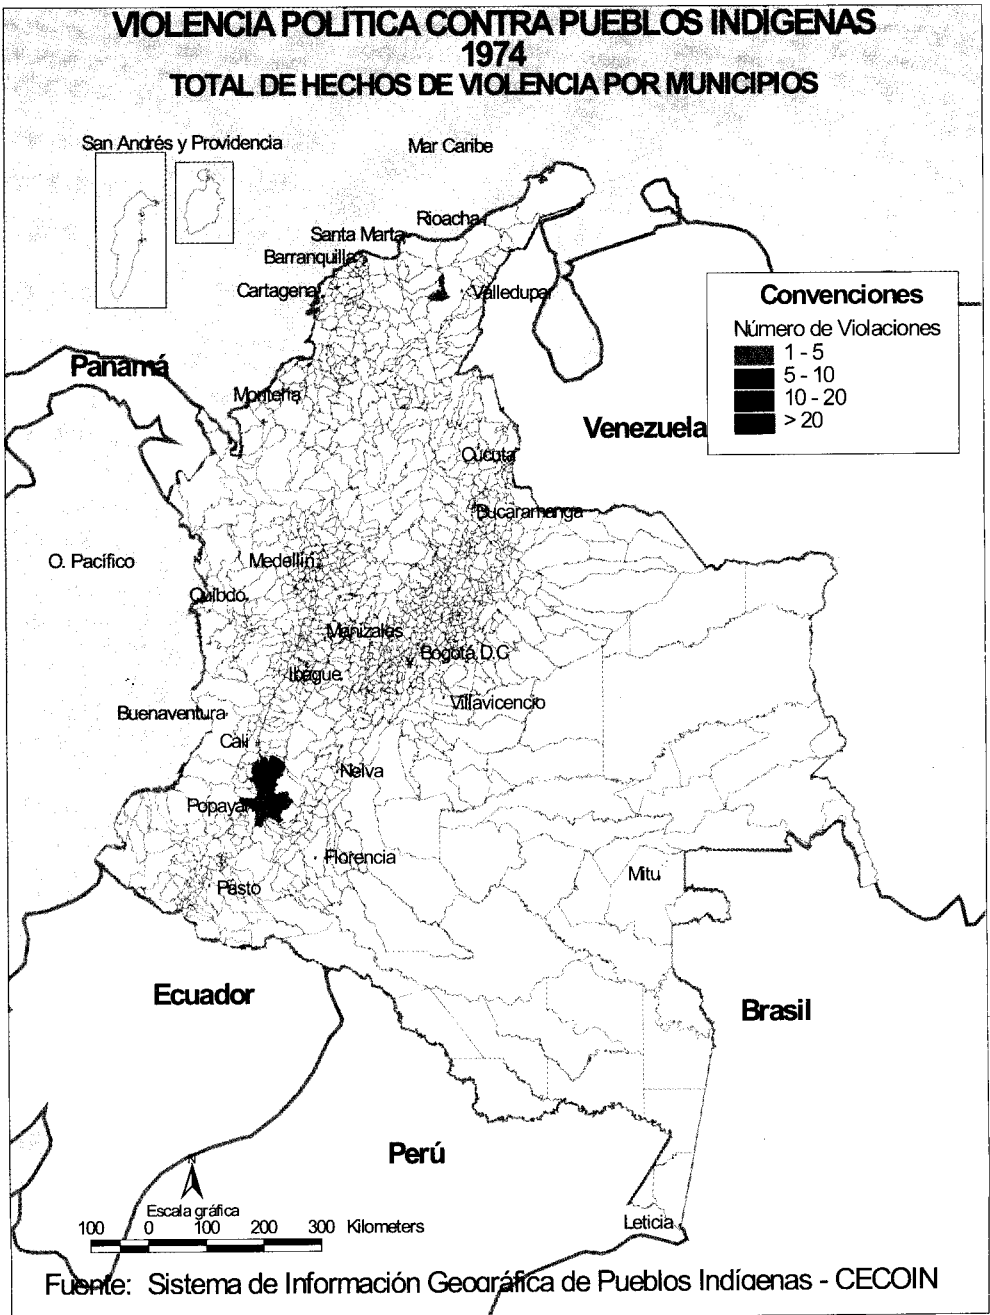 VIOLENCIA POLITICA CONTRA PUEBLOS INDIGENAS
1974
TOTAL DE HECHOS DE VIOLENCIA POR MUNICIPIOS
San Andrés y Providencia
Mar Caribe
Rioacha
Santa Marta
Barranquilla
Cartagena
Valledupar
Convenciones
Número de Violaciones
1 - 5
5 - 10
10 - 20
> 20
Panamá
Montería
Venezuela
Cúcuta
Bucaramanga
O. Pacífico
Medellín
Quibdó
Manizales
Bogotá, D.C
Ibagué
Villavicencio
Buenaventura
Cali
Neiva
Popayán
Florencia
Mitu
Pasto
Ecuador
Brasil
Perú
N
Escala gráfica
100 0 100 200 300 Kilometers
Leticia
Fuente: Sistema de Información Geográfica de Pueblos Indígenas - CECOIN